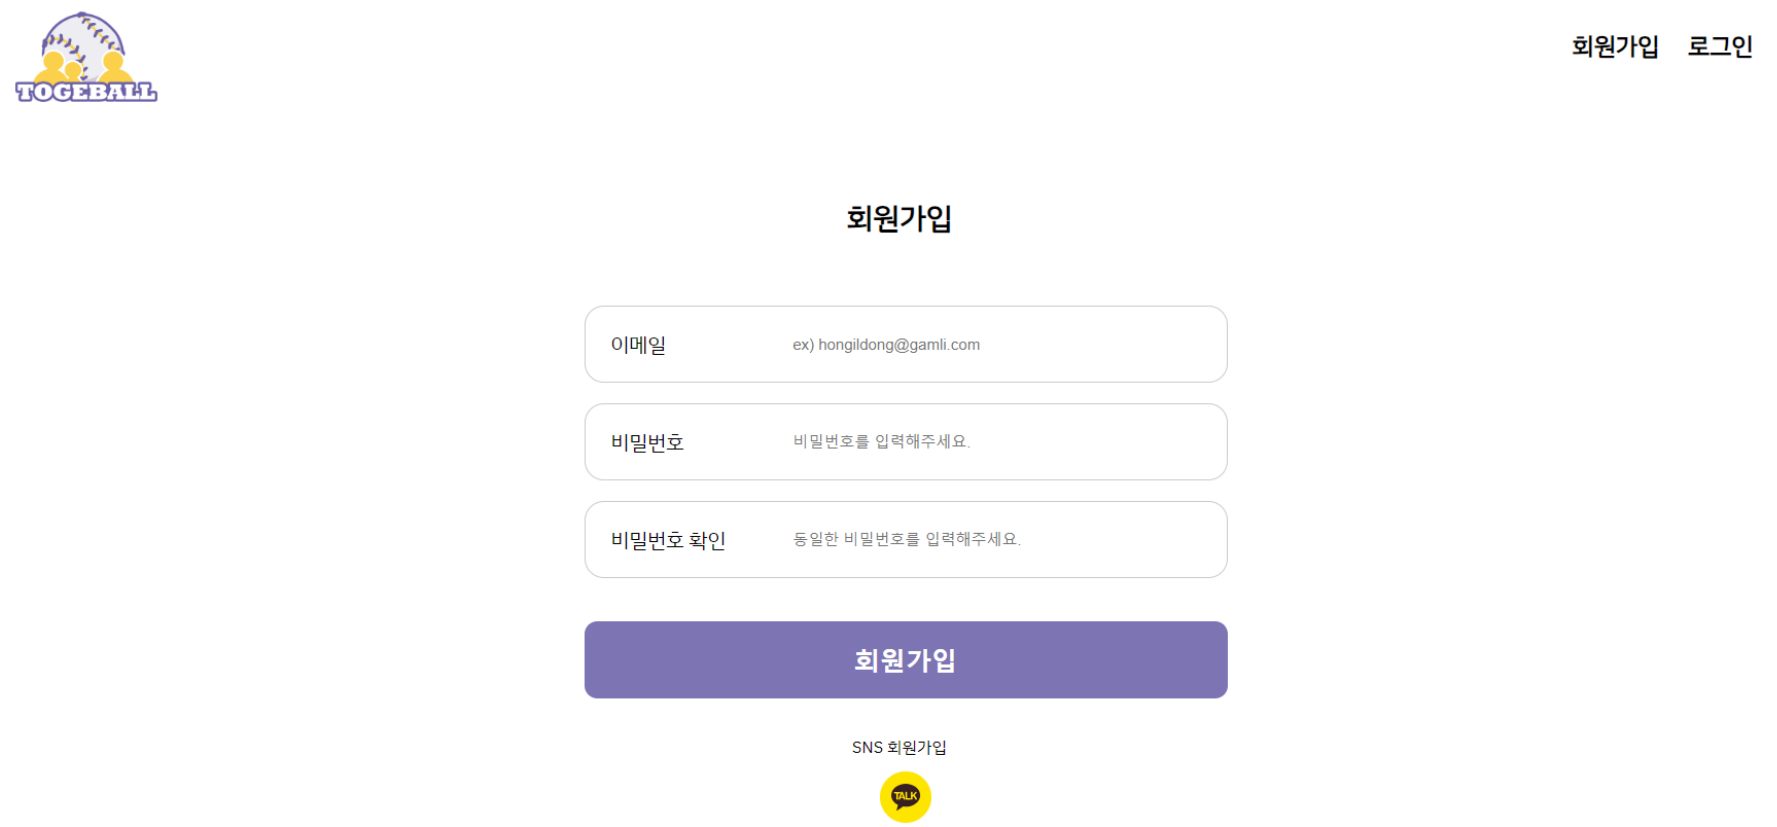 TOGEBALL
회원가입 로그인
회원가입
이메일 ex) hongildong@gamli.com
비밀번호 비밀번호를 입력해주세요.
비밀번호 확인 동일한 비밀번호를 입력해주세요.
회원가입
SNS 회원가입
TALK